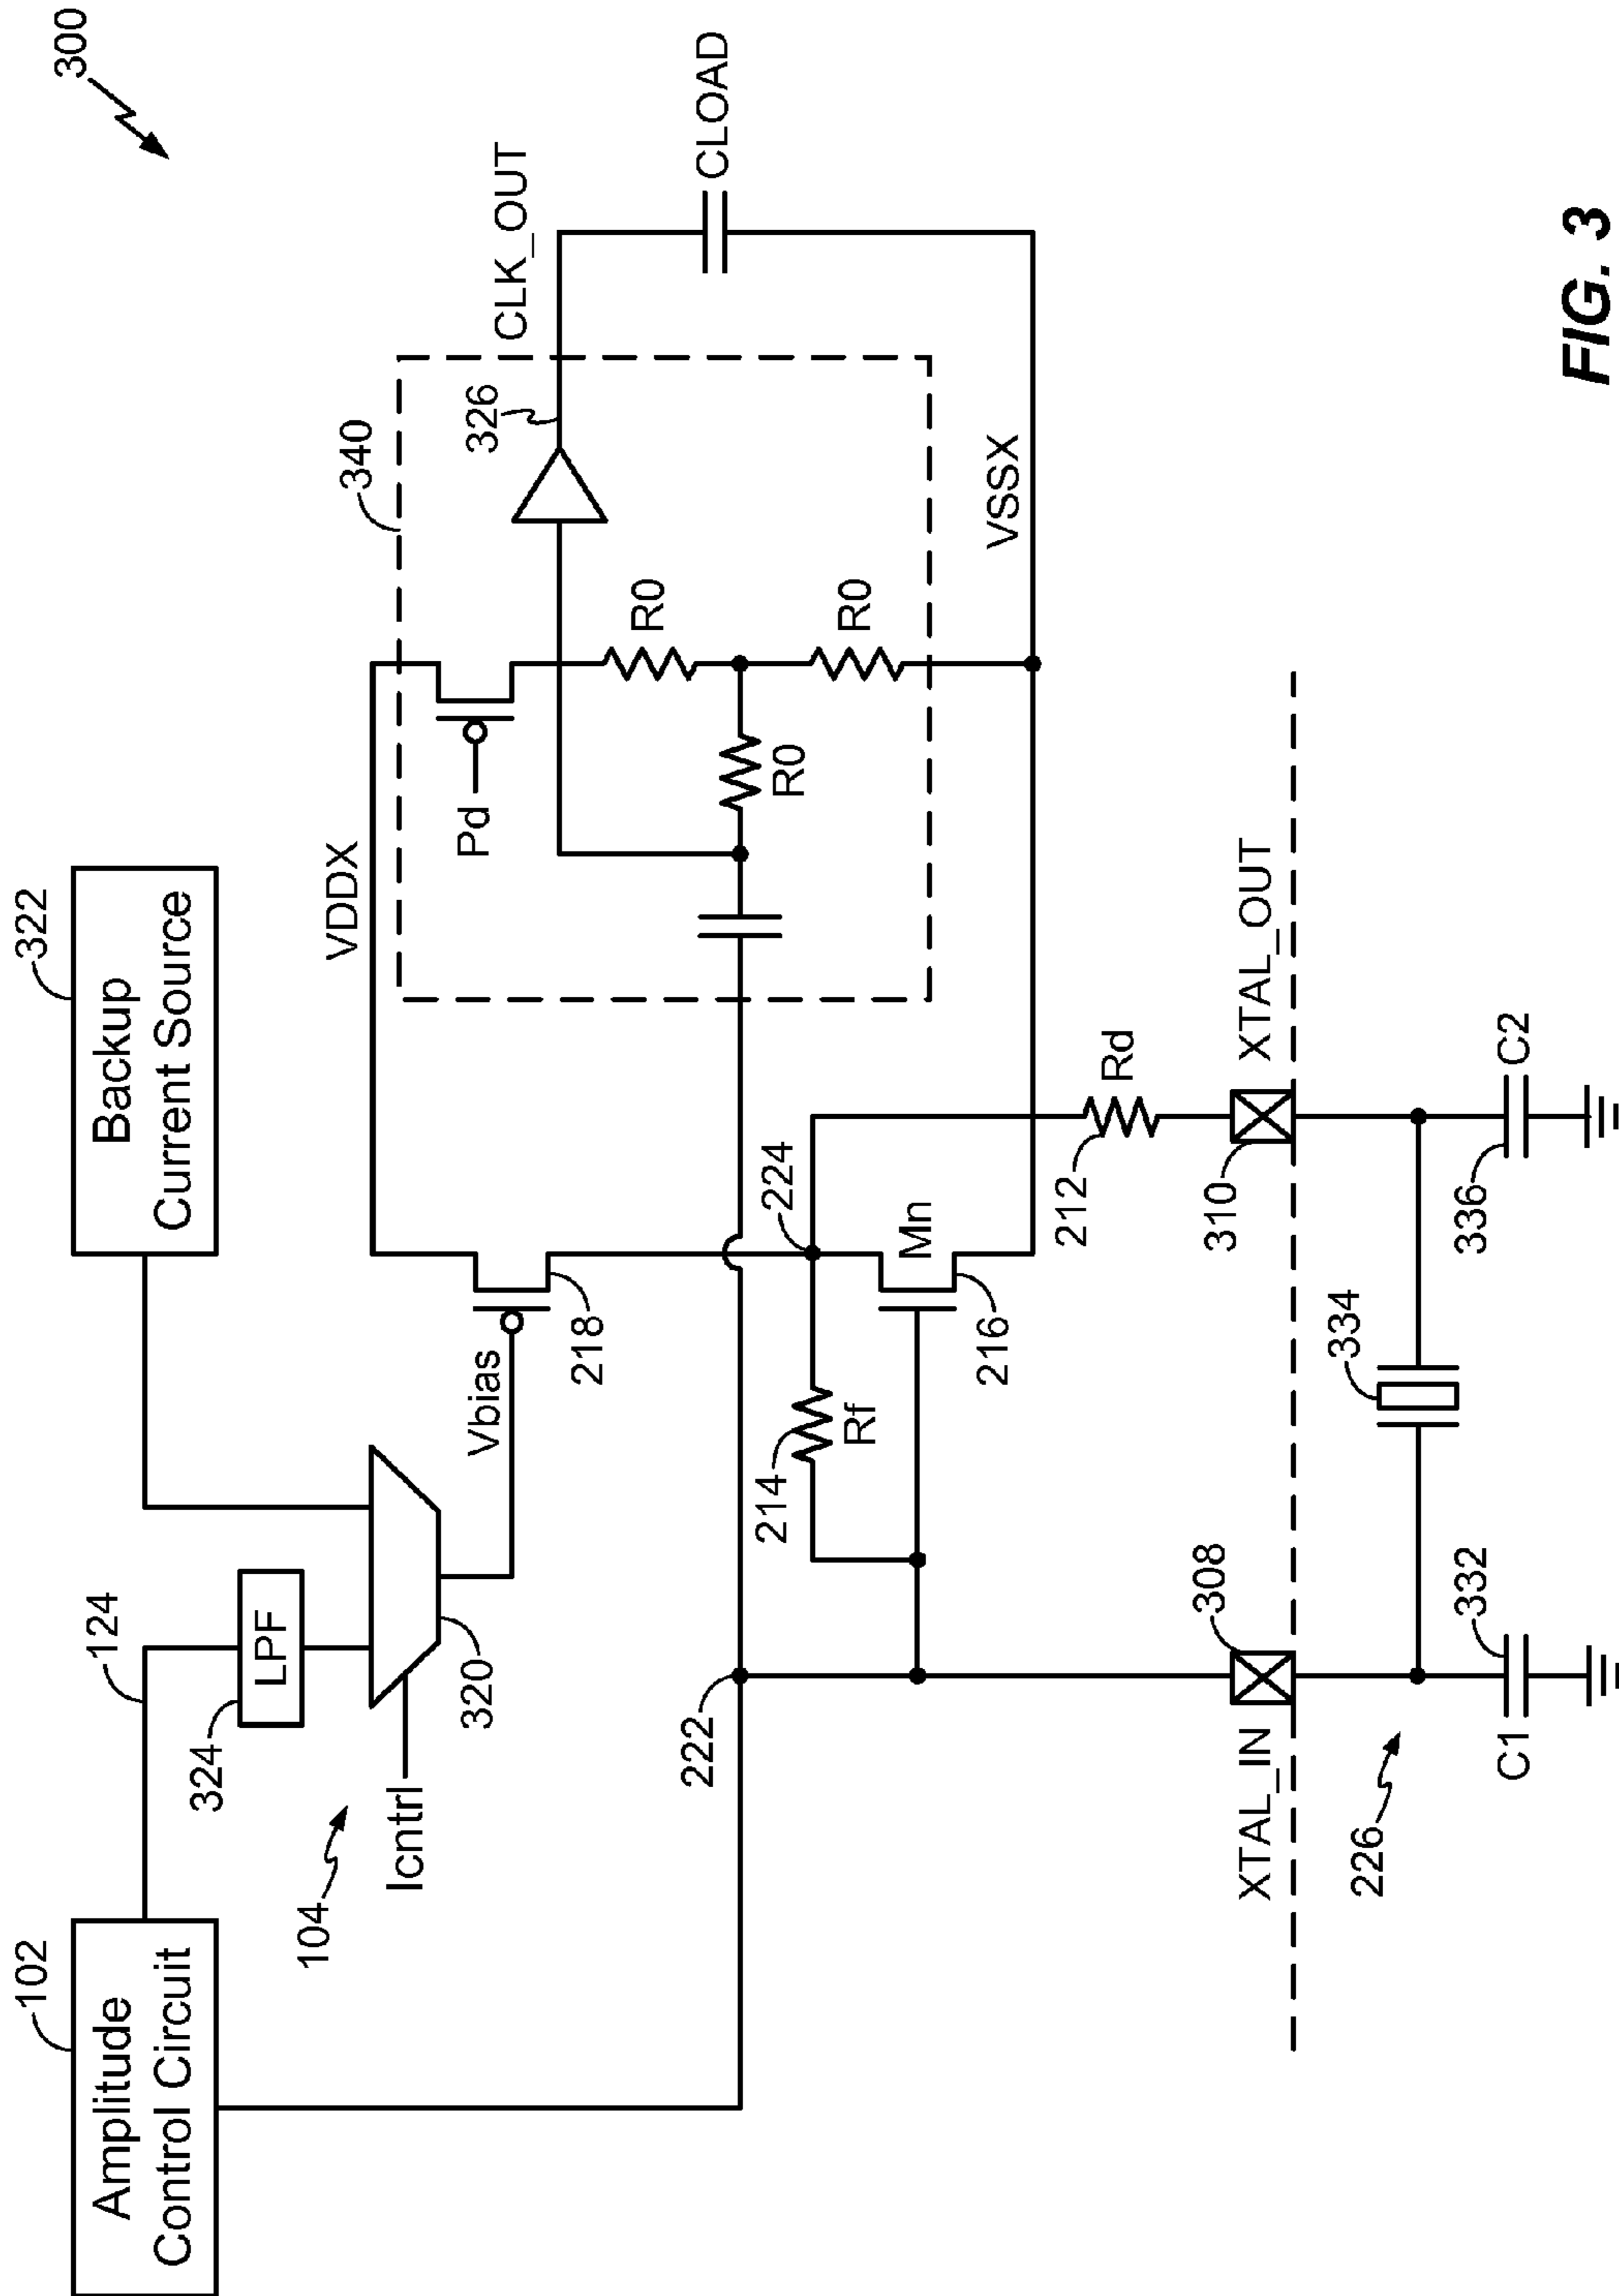 300
102
Amplitude
Control Circuit
124
322
Backup
Current Source
324
LPF
104
Icntrl
320
Vbias
218
VDDX
340
Pd
R0
R0
R0
326
CLK_OUT
CLOAD
222
224
214
Rf
Mn
216
VSSX
212
Rd
308
XTAL_IN
310
XTAL_OUT
226
334
C1
332
336
C2
FIG. 3